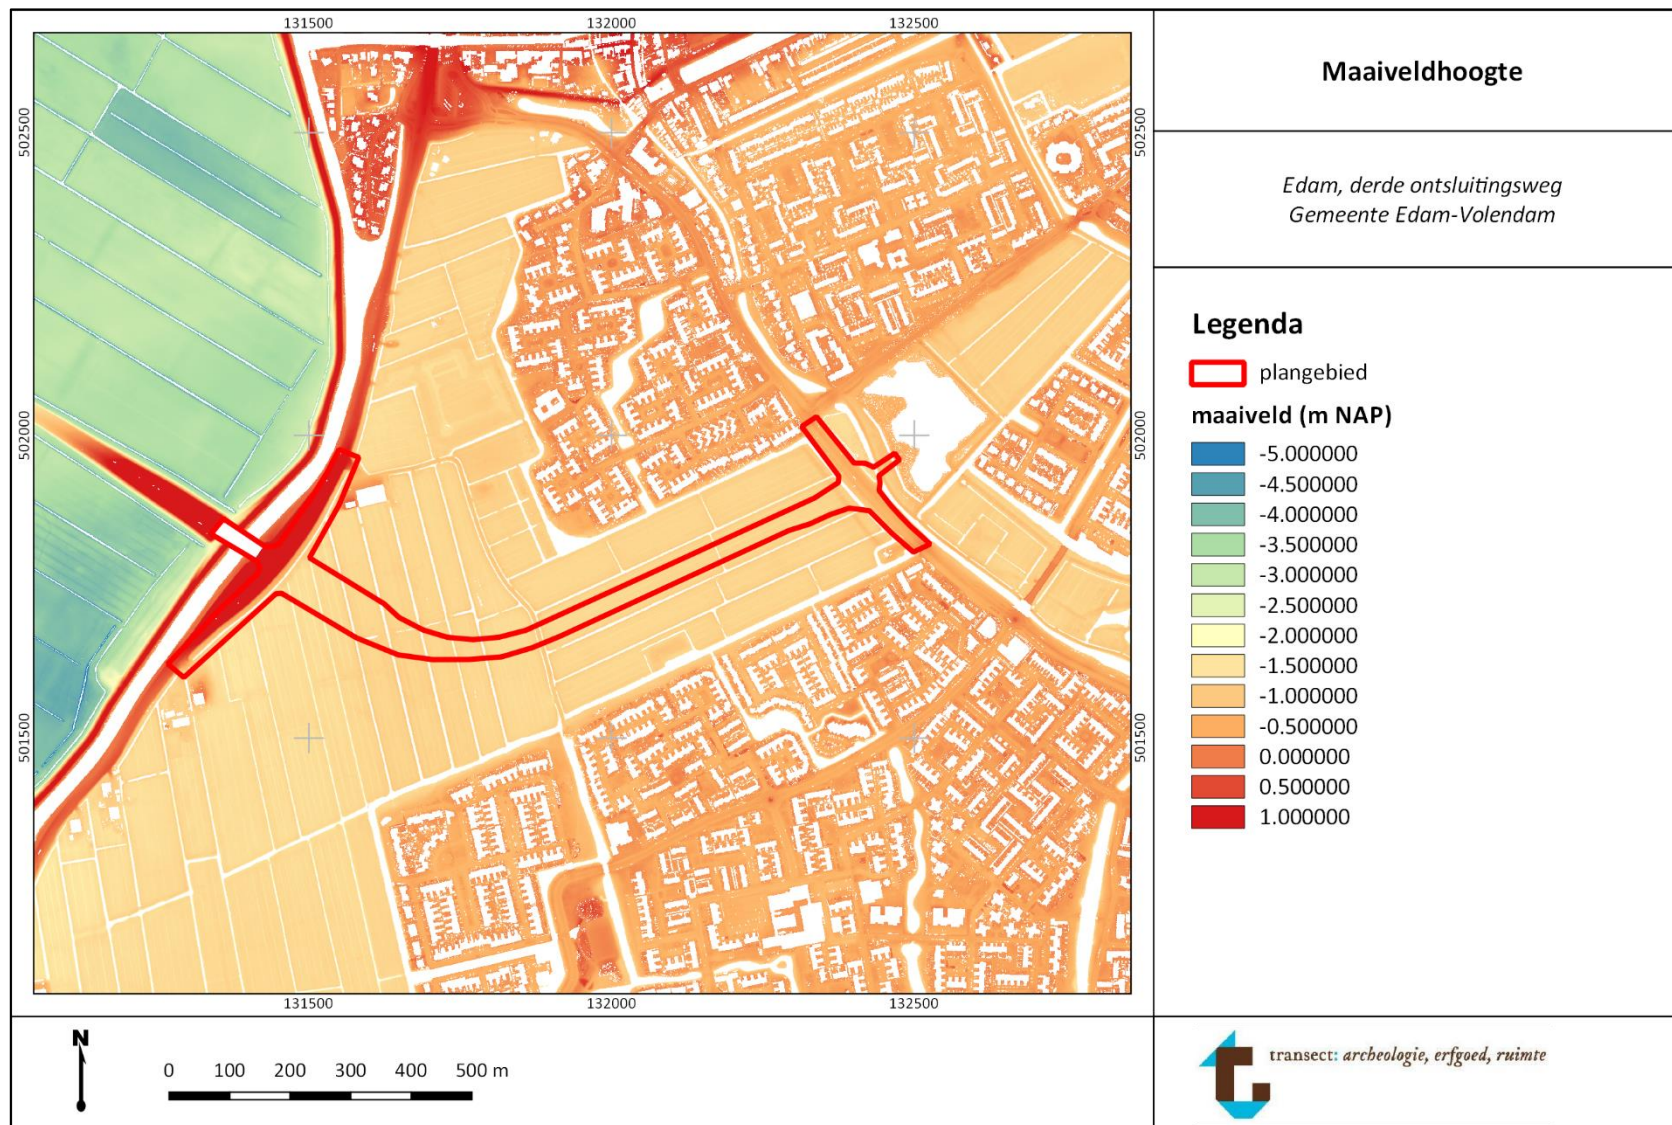 131500 132000 132500
502500 502500
502000 502000
501500 501500
131500 132000 132500
Maaiveldhoogte
Edam, derde ontsluitingsweg
Gemeente Edam-Volendam
Legenda
plangebied
maaiveld (m NAP)
-5.000000
-4.500000
-4.000000
-3.500000
-3.000000
-2.500000
-2.000000
-1.500000
-1.000000
-0.500000
0.000000
0.500000
1.000000
N
0 100 200 300 400 500 m
transect: archeologie, erfgoed, ruimte